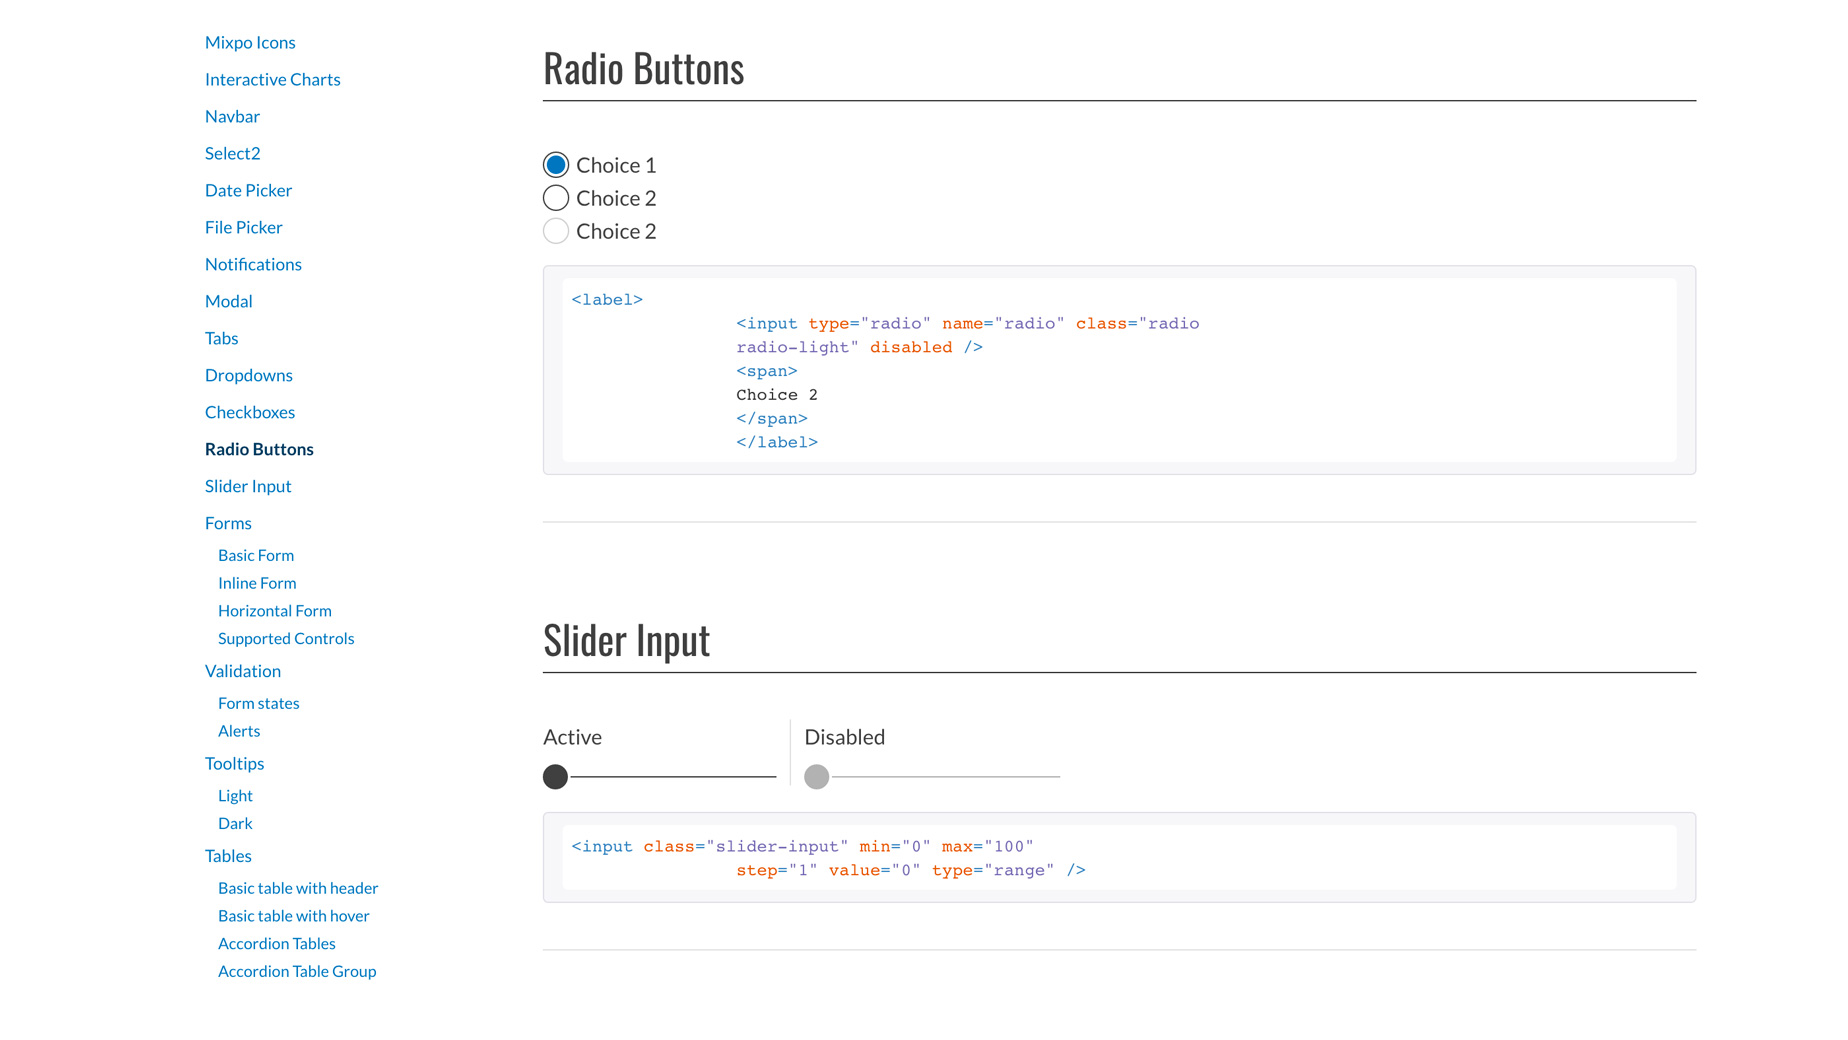 Mixpo Icons
Interactive Charts
Navbar
Select2
Date Picker
File Picker
Notifications
Modal
Tabs
Dropdowns
Checkboxes
Radio Buttons
Slider Input
Forms
Basic Form
Inline Form
Horizontal Form
Supported Controls
Validation
Form states
Alerts
Tooltips
Light
Dark
Tables
Basic table with header
Basic table with hover
Accordion Tables
Accordion Table Group
Radio Buttons
Choice 1
Choice 2
Choice 2
<label>
<input type="radio" name="radio" class="radio
radio-light" disabled />
<span>
Choice 2
</span>
</label>
Slider Input
Active
Disabled
<input class="slider-input" min="0" max="100"
step="1" value="0" type="range" />